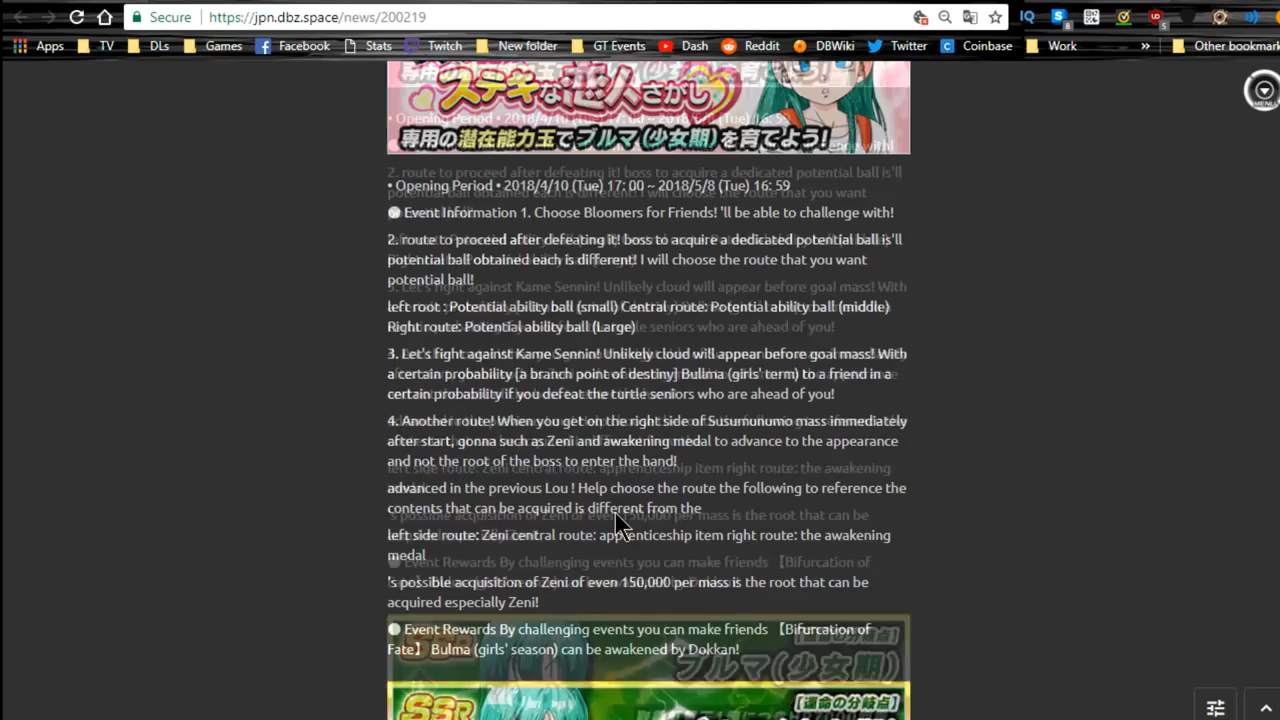 Secure https://jpn.dbz.space/news/200219
Apps TV DLs Games Facebook Stats Twitch New folder GT Events Dash Reddit DBWiki Twitter Coinbase Work » Other bookmark
ステキな恋人さがし
専用の潜在能力玉でブルマ(少女期)を育てよう!
MENU
• Opening Period • 2018/4/10 (Tue) 17: 00 ~ 2018/5/8 (Tue) 16: 59
Event Information 1. Choose Bloomers for Friends! 'll be able to challenge with!
2. route to proceed after defeating it! boss to acquire a dedicated potential ball is'll
potential ball obtained each is different! I will choose the route that you want
potential ball!
left root : Potential ability ball (small) Central route: Potential ability ball (middle)
Right route: Potential ability ball (Large)
3. Let's fight against Kame Sennin! Unlikely cloud will appear before goal mass! With
a certain probability [a branch point of destiny] Bullma (girls' term) to a friend in a
certain probability if you defeat the turtle seniors who are ahead of you!
4. Another route! When you get on the right side of Susumunumo mass immediately
after start, gonna such as Zeni and awakening medal to advance to the appearance
and not the root of the boss to enter the hand!
advanced in the previous Lou ! Help choose the route the following to reference the
contents that can be acquired is different from the
left side route: Zeni central route: apprenticeship item right route: the awakening
medal
's possible acquisition of Zeni of even 150,000 per mass is the root that can be
acquired especially Zeni!
Event Rewards By challenging events you can make friends 【Bifurcation of
Fate】 Bulma (girls' season) can be awakened by Dokkan!
SSR
ブルマ(少女期)
SSR 【運命の分岐点】